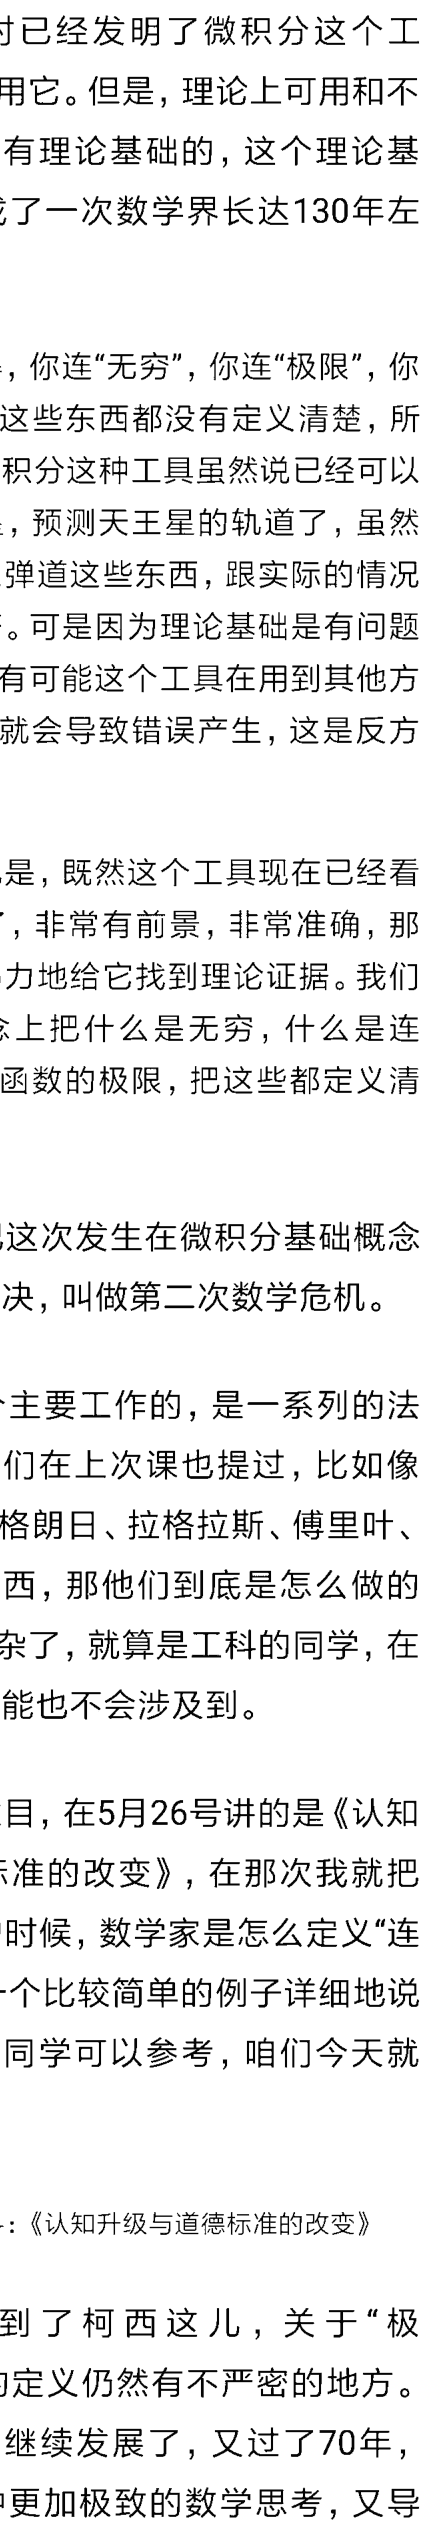 已经发明了微积分这个工
用它。但是，理论上可用和不
有理论基础的，这个理论基
了一次数学界长达130年左
，你连“无穷”，你连“极限”，你
这些东西都没有定义清楚，所
积分这种工具虽然说已经可以
，预测天王星的轨道了，虽然
弹道这些东西，跟实际的情况
。可是因为理论基础是有问题
有可能这个工具在用到其他方
就会导致错误产生，这是反方
是，既然这个工具现在已经看
，非常有前景，非常准确，那
力地给它找到理论证据。我们
上把什么是无穷，什么是连
函数的极限，把这些都定义清
这次发生在微积分基础概念
决，叫做第二次数学危机。
主要工作的，是一系列的法
们在上次课也提过，比如像
格朗日、拉格拉斯、傅里叶、
西，那他们到底是怎么做的
杂了，就算是工科的同学，在
能也不会涉及到。
目，在5月26号讲的是《认知
准的改变》，在那次我就把
时候，数学家是怎么定义“连
一个比较简单的例子详细地说
同学可以参考，咱们今天就
：《认知升级与道德标准的改变》
到了柯西这儿，关于“极
的定义仍然有不严密的地方。
继续发展了，又过了70年，
更加极致的数学思考，又导